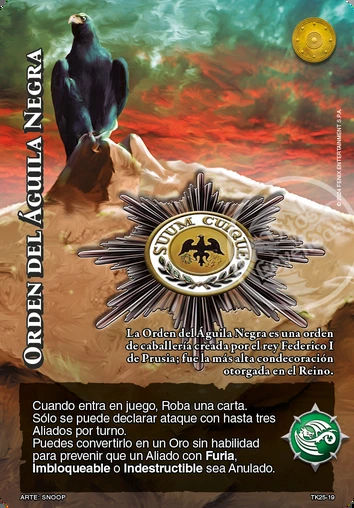 ORDEN DEL ÁGUILA NEGRA
SUUM CUIQUE
La Orden del Águila Negra es una orden
de caballería creada por el rey Federico I
de Prusia; fue la más alta condecoración
otorgada en el Reino.
Cuando entra en juego, Roba una carta.
Sólo se puede declarar ataque con hasta tres
Aliados por turno.
Puedes convertirlo en un Oro sin habilidad
para prevenir que un Aliado con Furia,
Imbloqueable o Indestructible sea Anulado.
ARTE: SNOOP
TK25-19
© 2024 FENIX ENTERTAINMENT S.P.A.